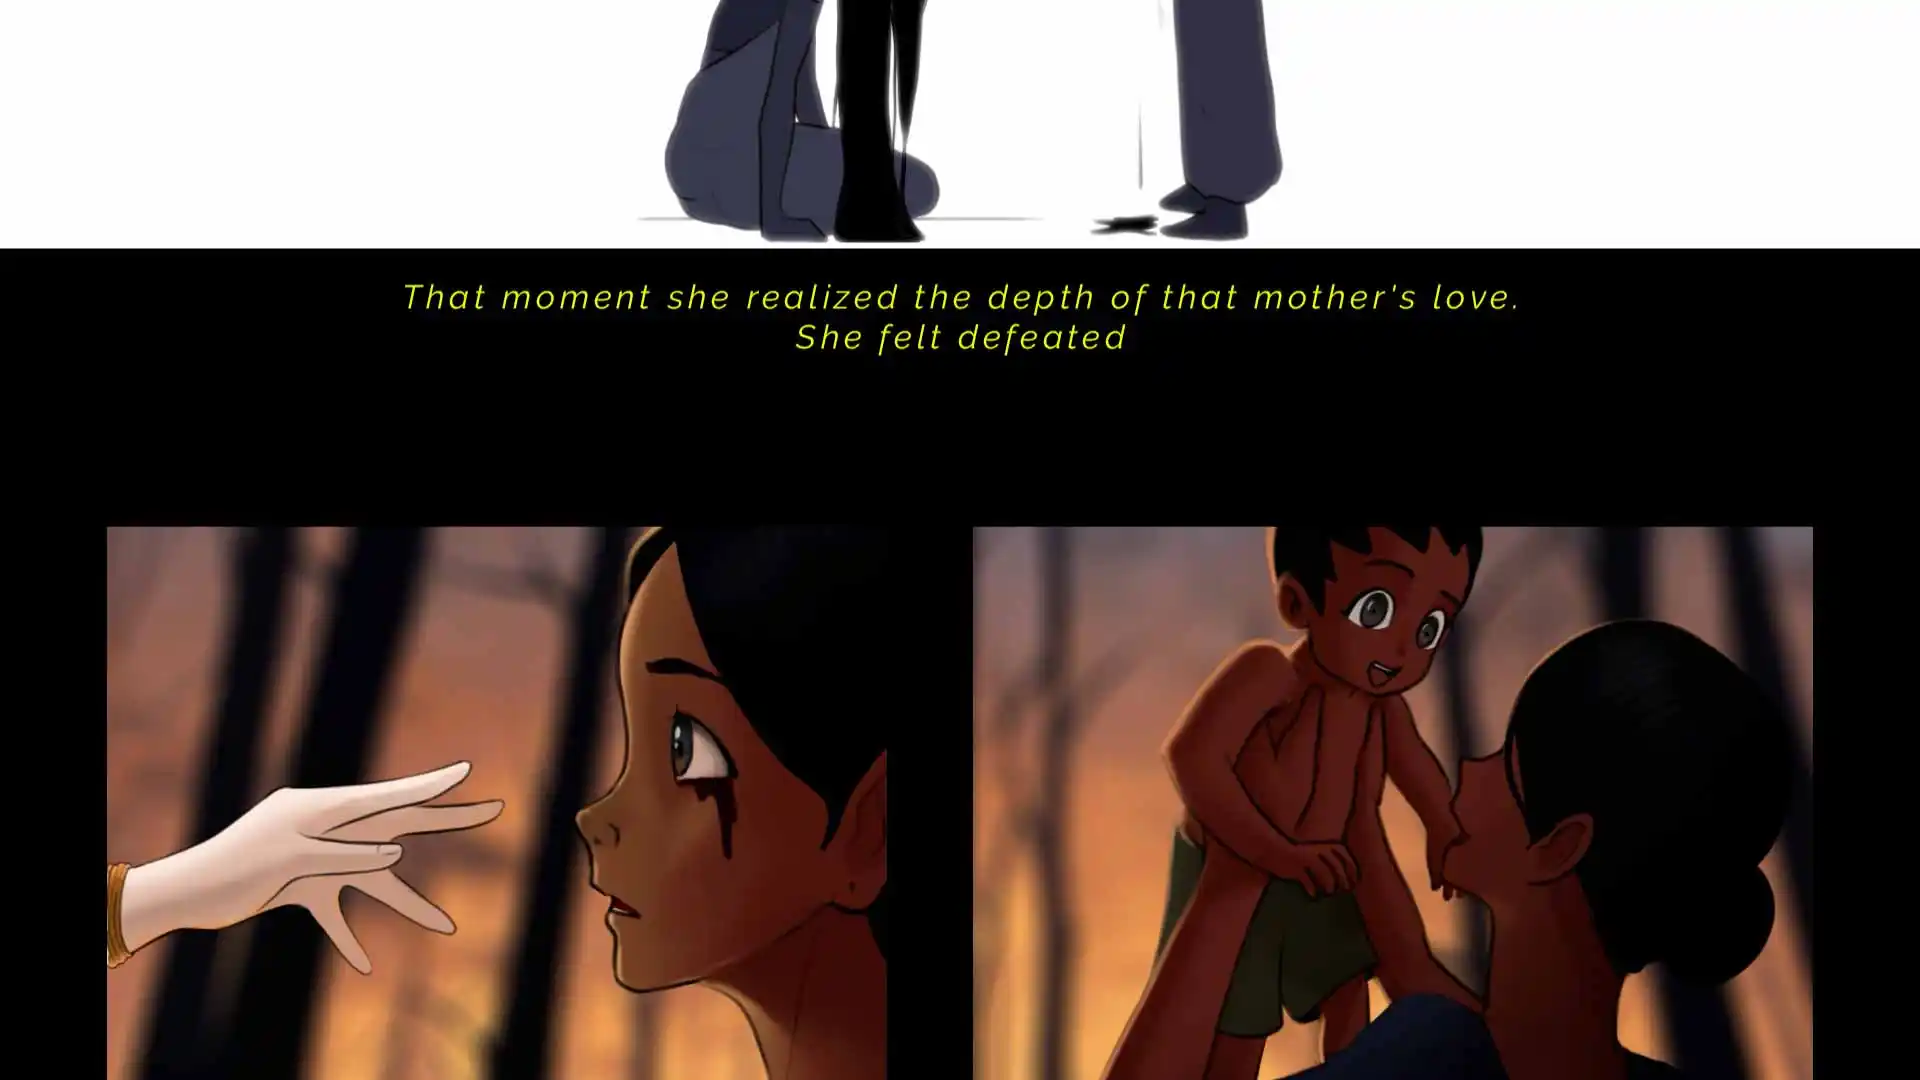 That moment she realized the depth of that mother's love.
She felt defeated